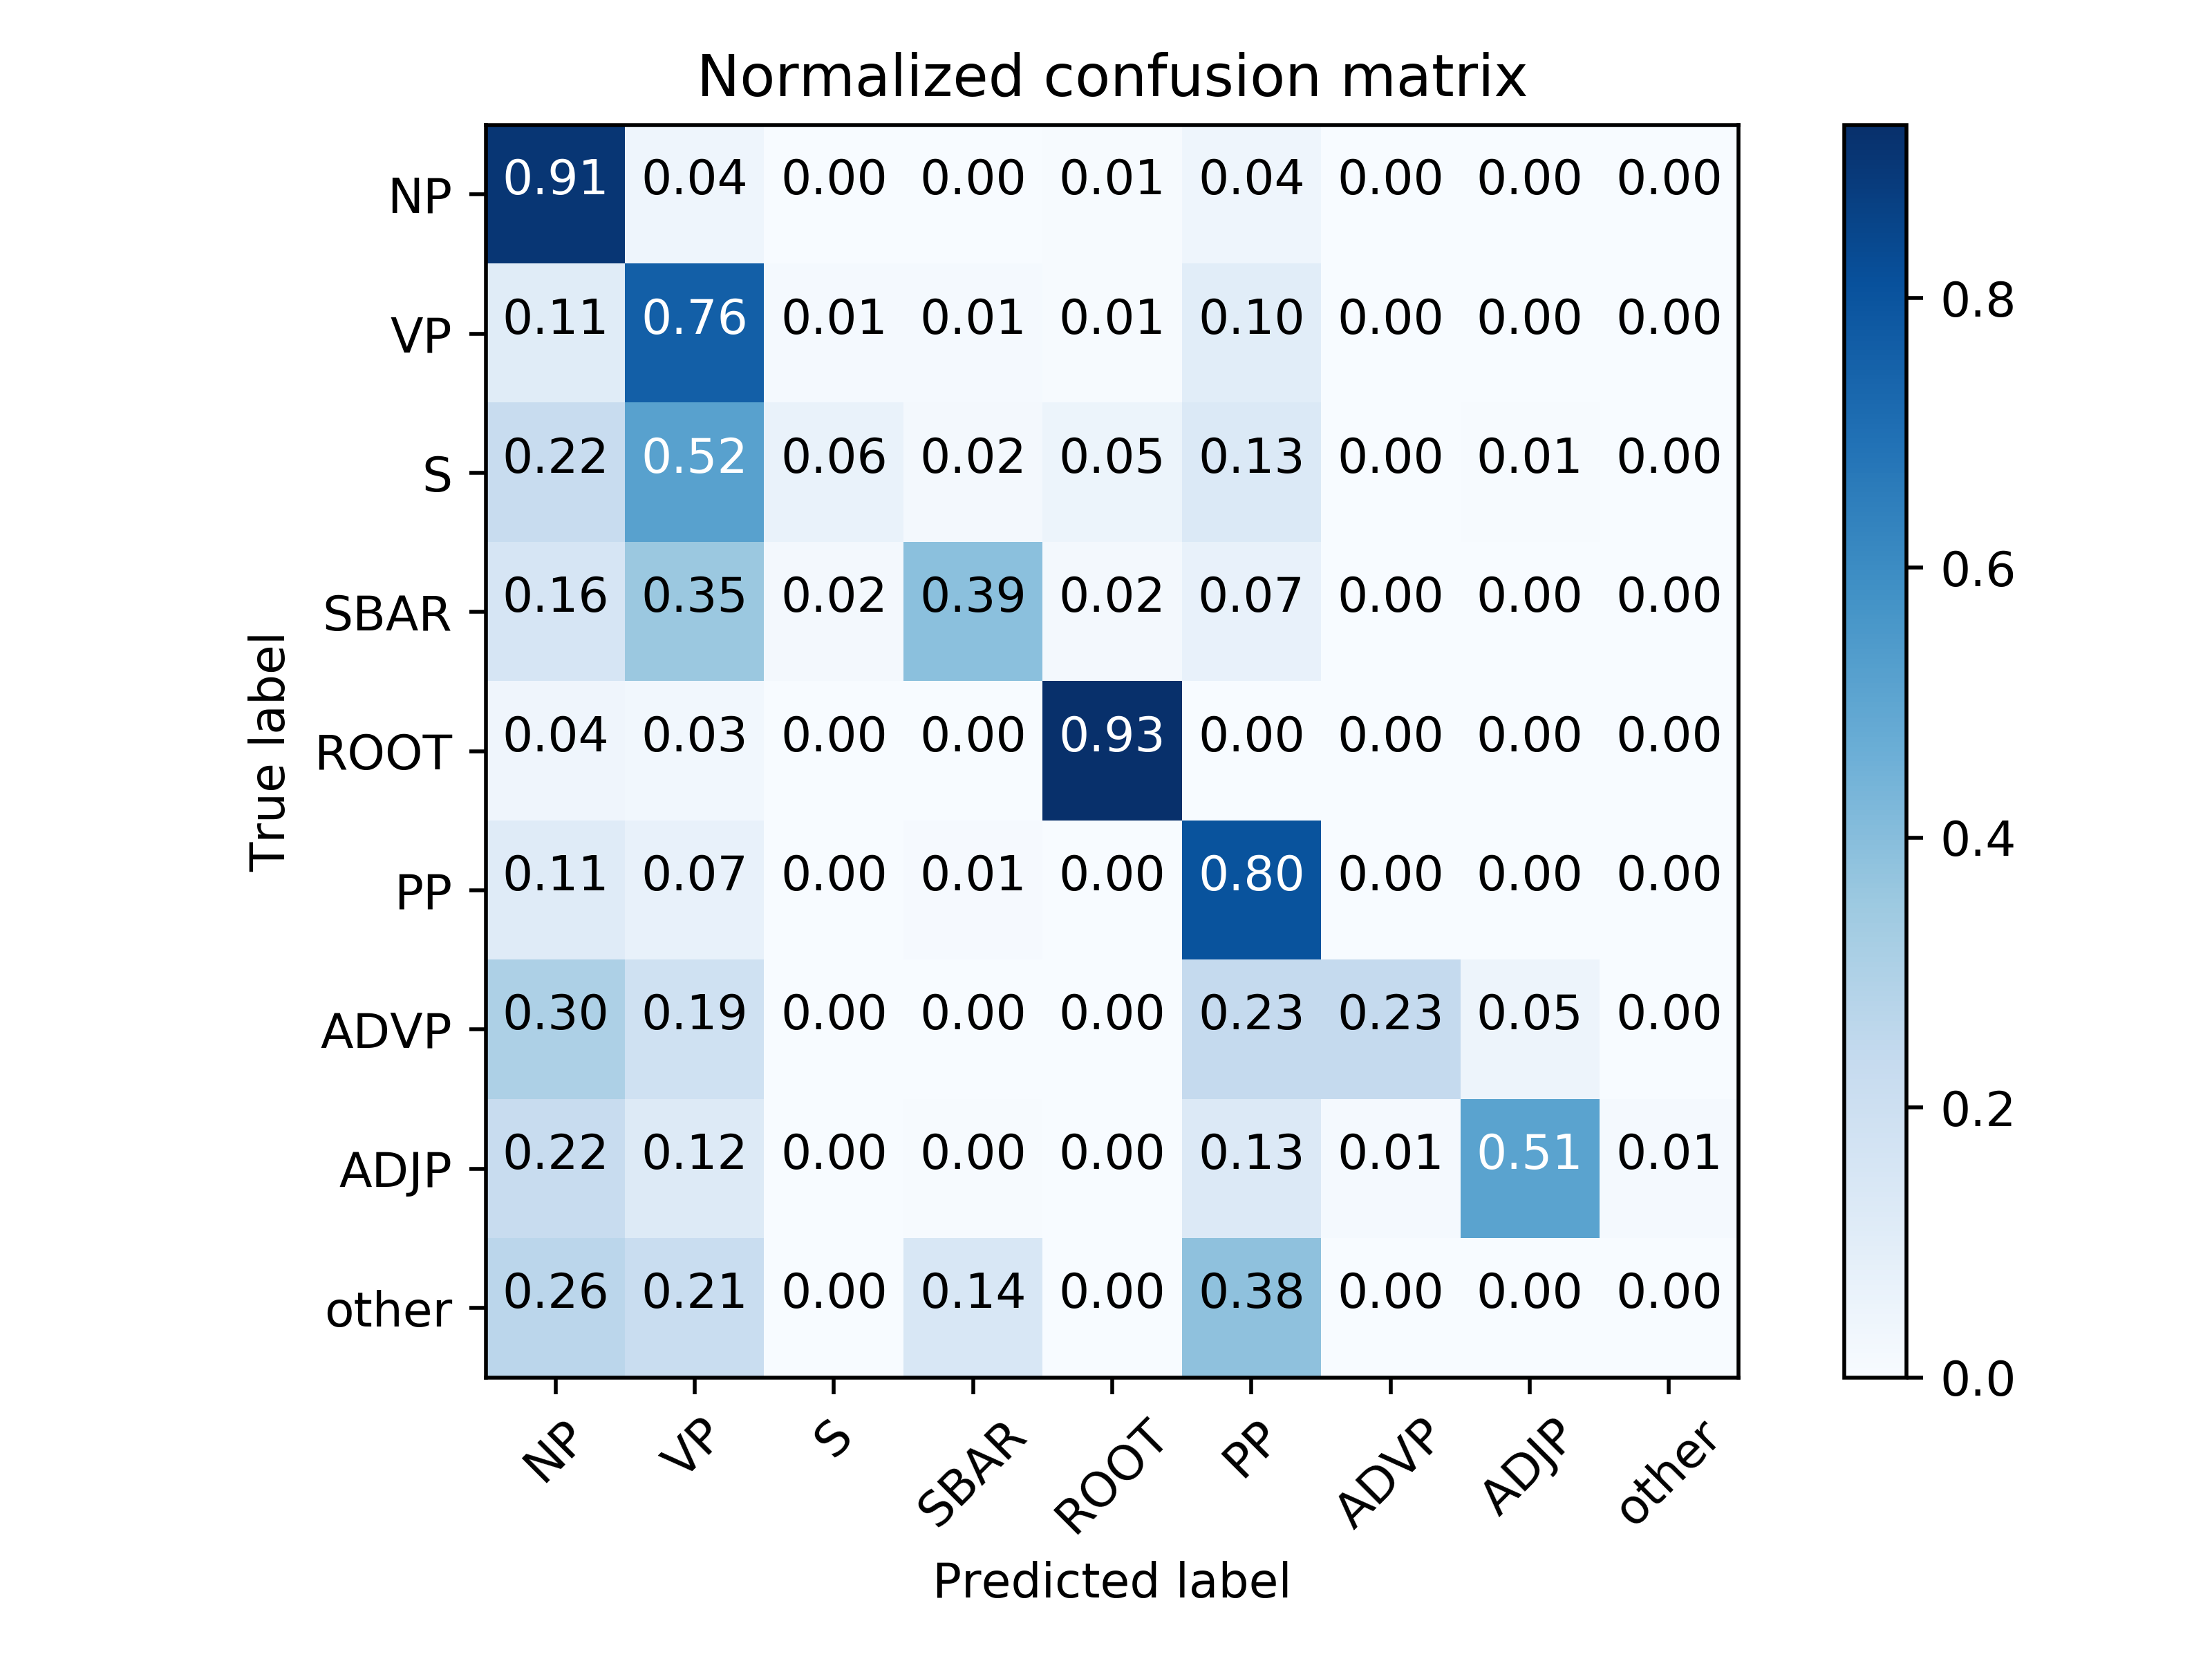 Normalized confusion matrix
NP 0.91 0.04 0.00 0.00 0.01 0.04 0.00 0.00 0.00
VP 0.11 0.76 0.01 0.01 0.01 0.10 0.00 0.00 0.00
S 0.22 0.52 0.06 0.02 0.05 0.13 0.00 0.01 0.00
SBAR 0.16 0.35 0.02 0.39 0.02 0.07 0.00 0.00 0.00
ROOT 0.04 0.03 0.00 0.00 0.93 0.00 0.00 0.00 0.00
PP 0.11 0.07 0.00 0.01 0.00 0.80 0.00 0.00 0.00
ADVP 0.30 0.19 0.00 0.00 0.00 0.23 0.23 0.05 0.00
ADJP 0.22 0.12 0.00 0.00 0.00 0.13 0.01 0.51 0.01
other 0.26 0.21 0.00 0.14 0.00 0.38 0.00 0.00 0.00
NP VP S SBAR ROOT PP ADVP ADJP other
True label
Predicted label
0.8
0.6
0.4
0.2
0.0